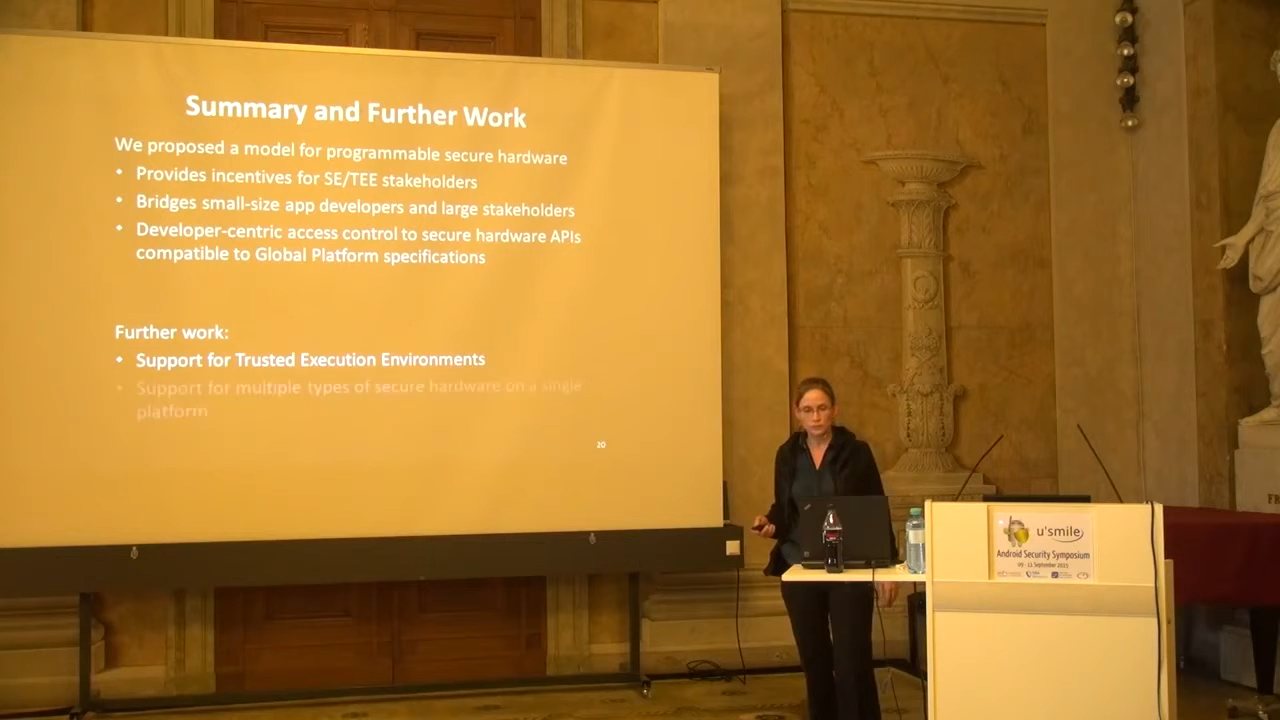 Summary and Further Work
We proposed a model for programmable secure hardware
• Provides incentives for SE/TEE stakeholders
• Bridges small-size app developers and large stakeholders
• Developer-centric access control to secure hardware APIs
compatible to Global Platform specifications
Further work:
• Support for Trusted Execution Environments
• Support for multiple types of secure hardware on a single
platform
20
u'smile
Android Security Symposium